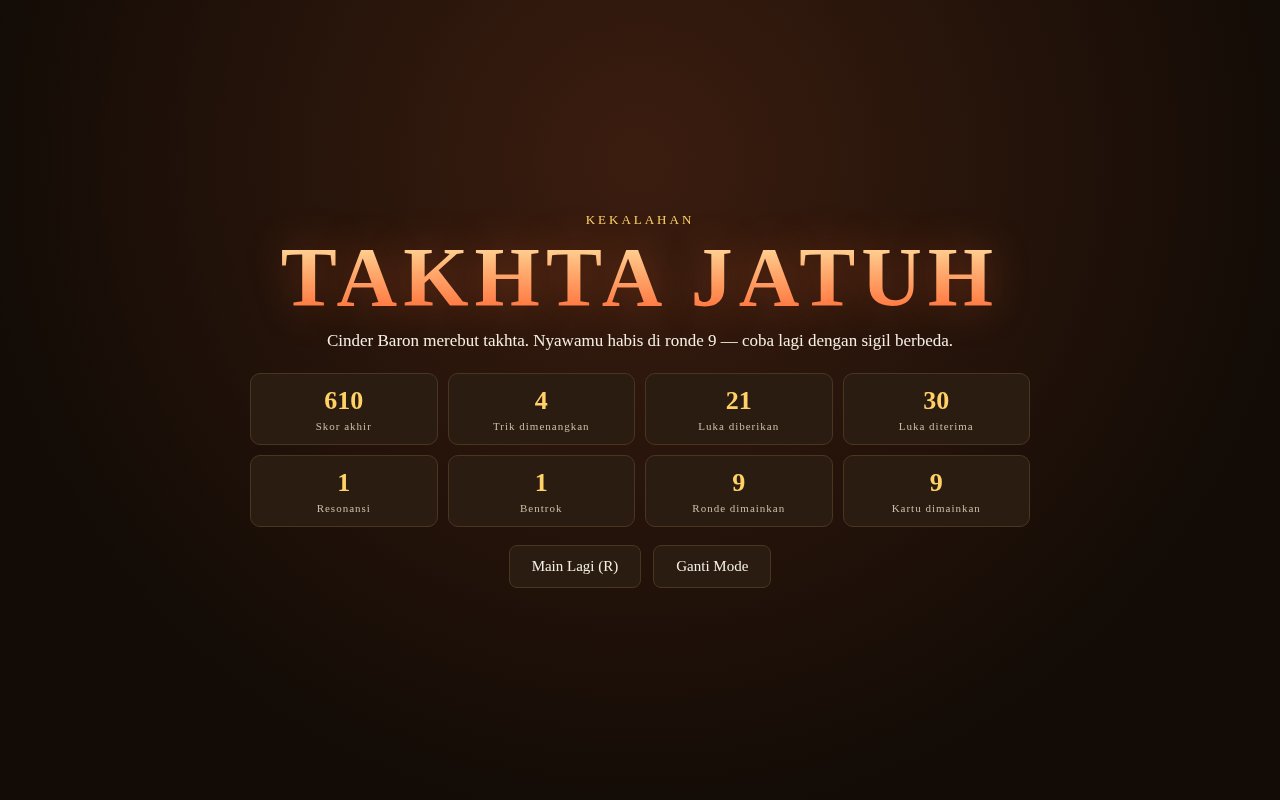 KEKALAHAN
TAKHTA JATUH
Cinder Baron merebut takhta. Nyawamu habis di ronde 9 — coba lagi dengan sigil berbeda.
610
Skor akhir
4
Trik dimenangkan
21
Luka diberikan
30
Luka diterima
1
Resonansi
1
Bentrok
9
Ronde dimainkan
9
Kartu dimainkan
Main Lagi (R)
Ganti Mode